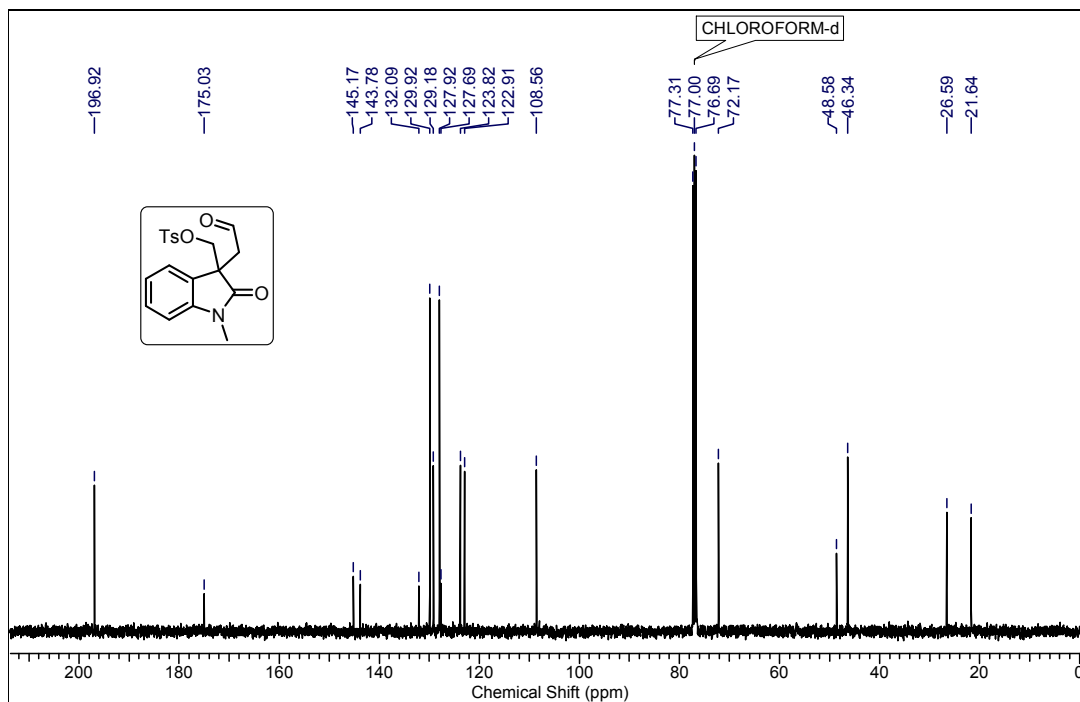 CHLOROFORM-d
196.92
175.03
145.17
143.78
132.09
129.92
129.18
127.92
127.69
123.82
122.91
108.56
77.31
77.00
76.69
72.17
48.58
46.34
26.59
21.64
O
TsO
O
N
200 180 160 140 120 100 80 60 40 20 0
Chemical Shift (ppm)